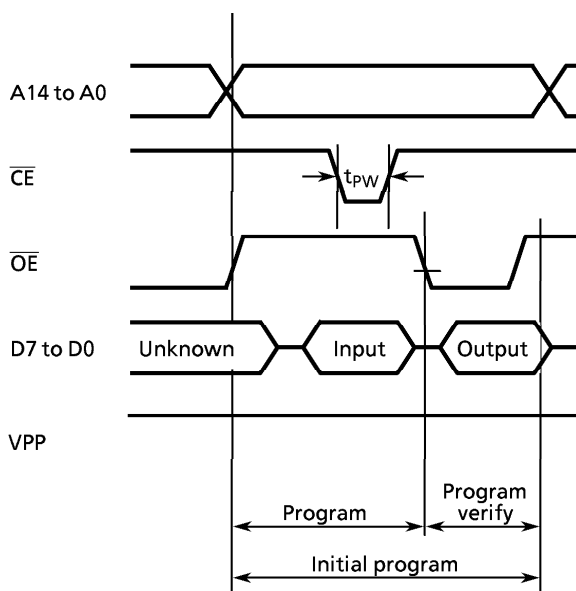 A14 to A0
CE
tPW
OE
D7 to D0
Unknown
Input
Output
VPP
Program
Program
verify
Initial program